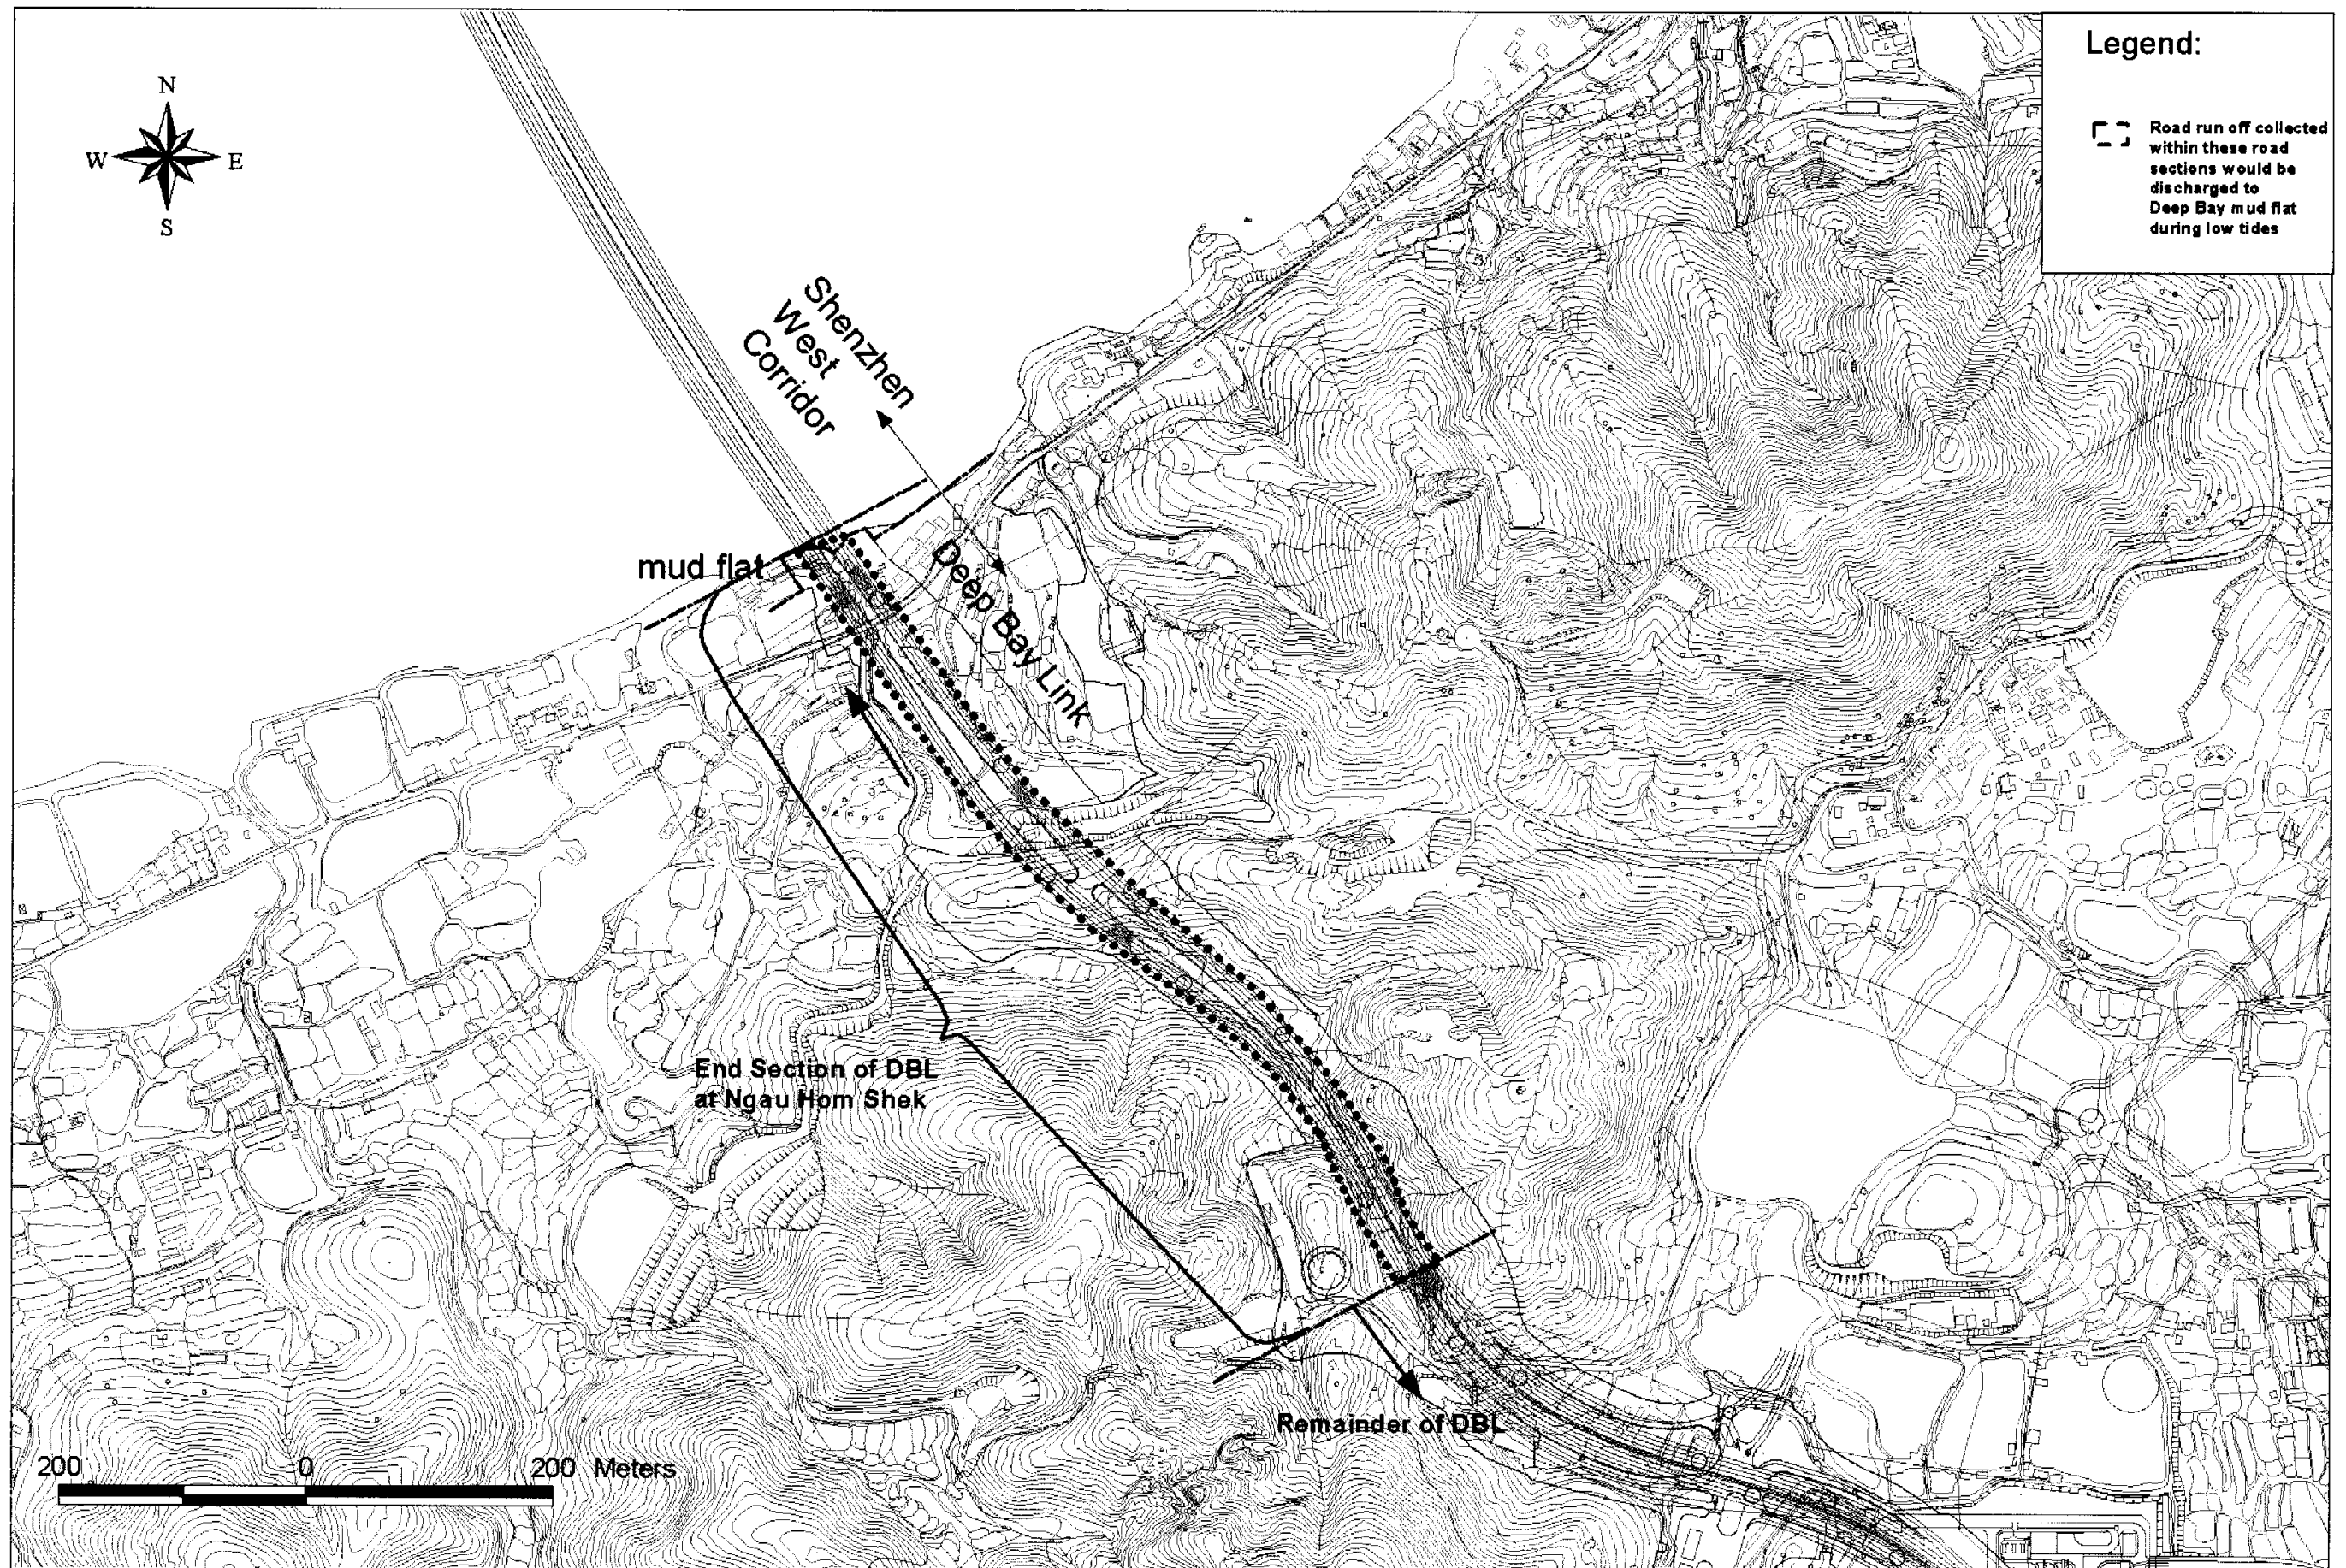 Legend:
Road run off collected
within these road
sections would be
discharged to
Deep Bay mud flat
during low tides
N
W
E
S
Shenzhen
West
Corridor
mud flat
Deep Bay Link
End Section of DBL
at Ngau Hom Shek
Remainder of DBL
200
0
200 Meters